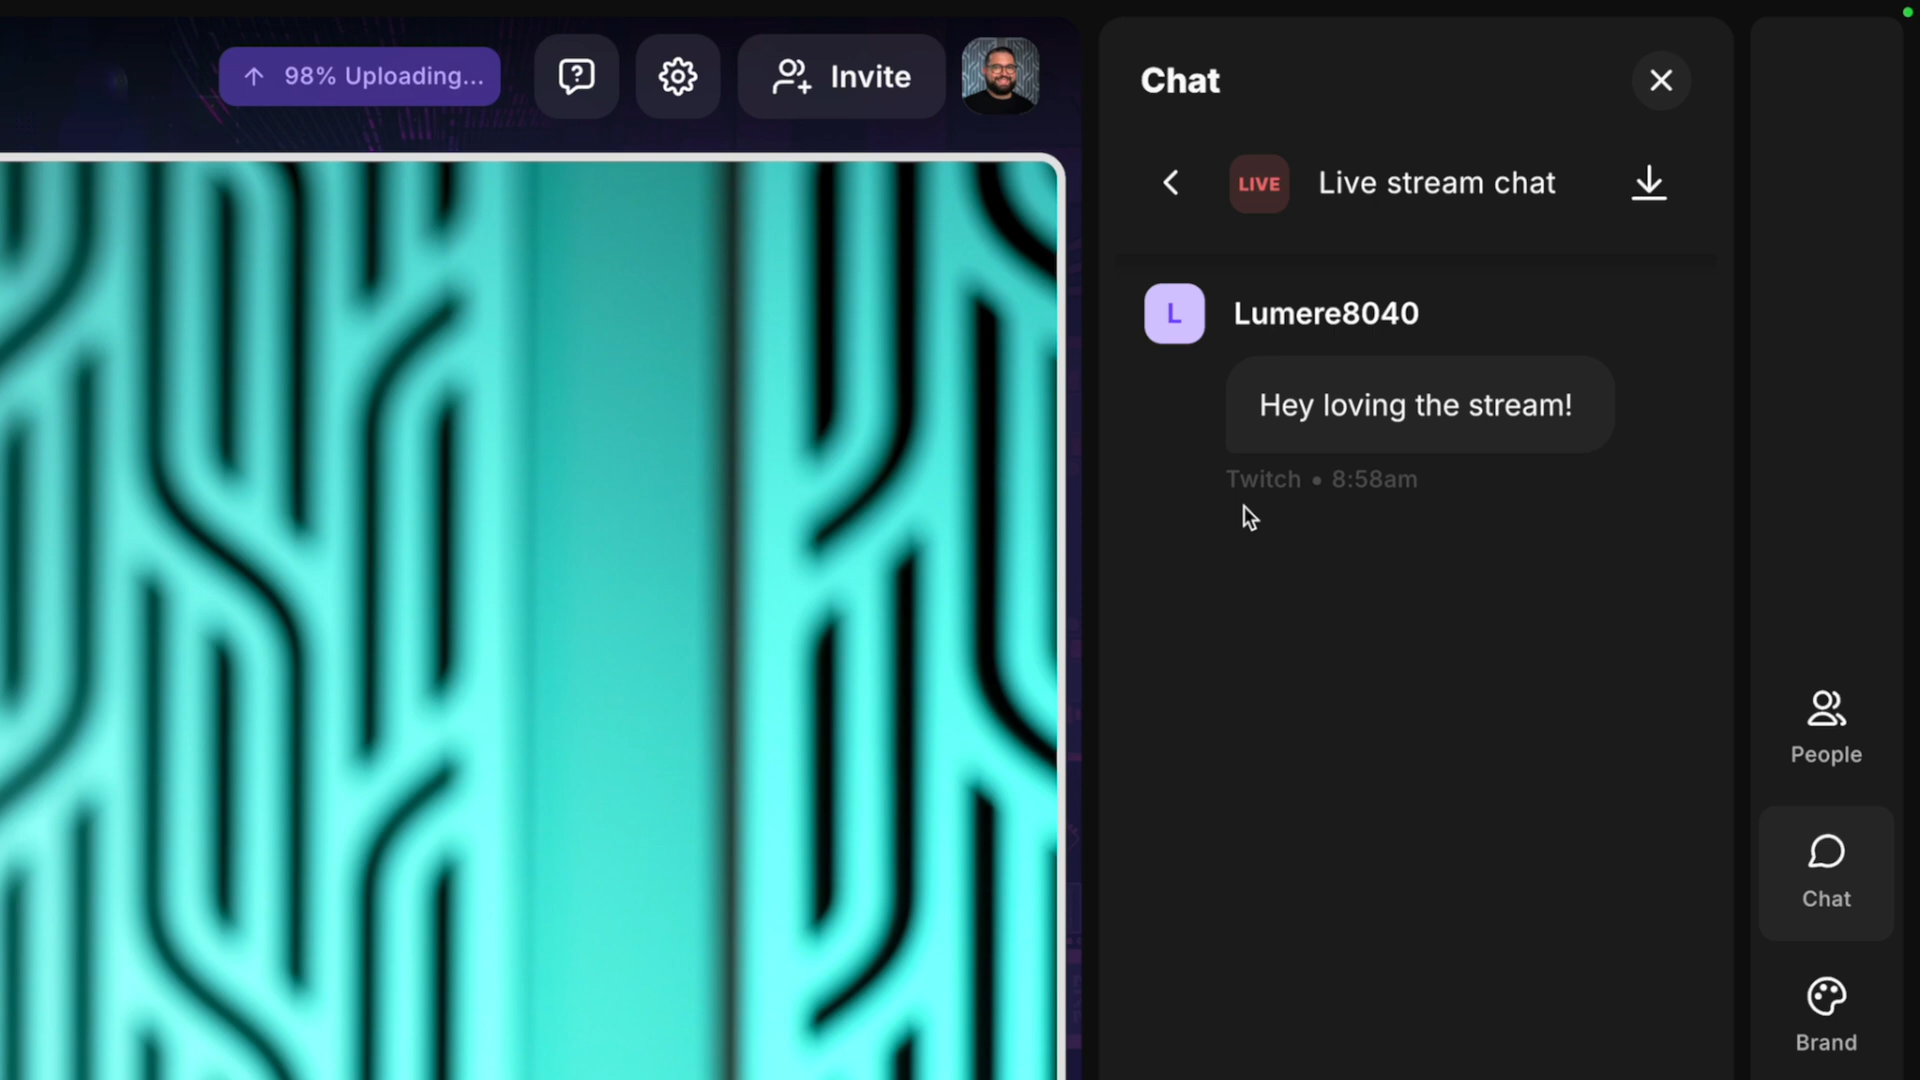 98% Uploading...
Invite
Chat
LIVE
Live stream chat
L
Lumere8040
Hey loving the stream!
Twitch • 8:58am
People
Chat
Brand